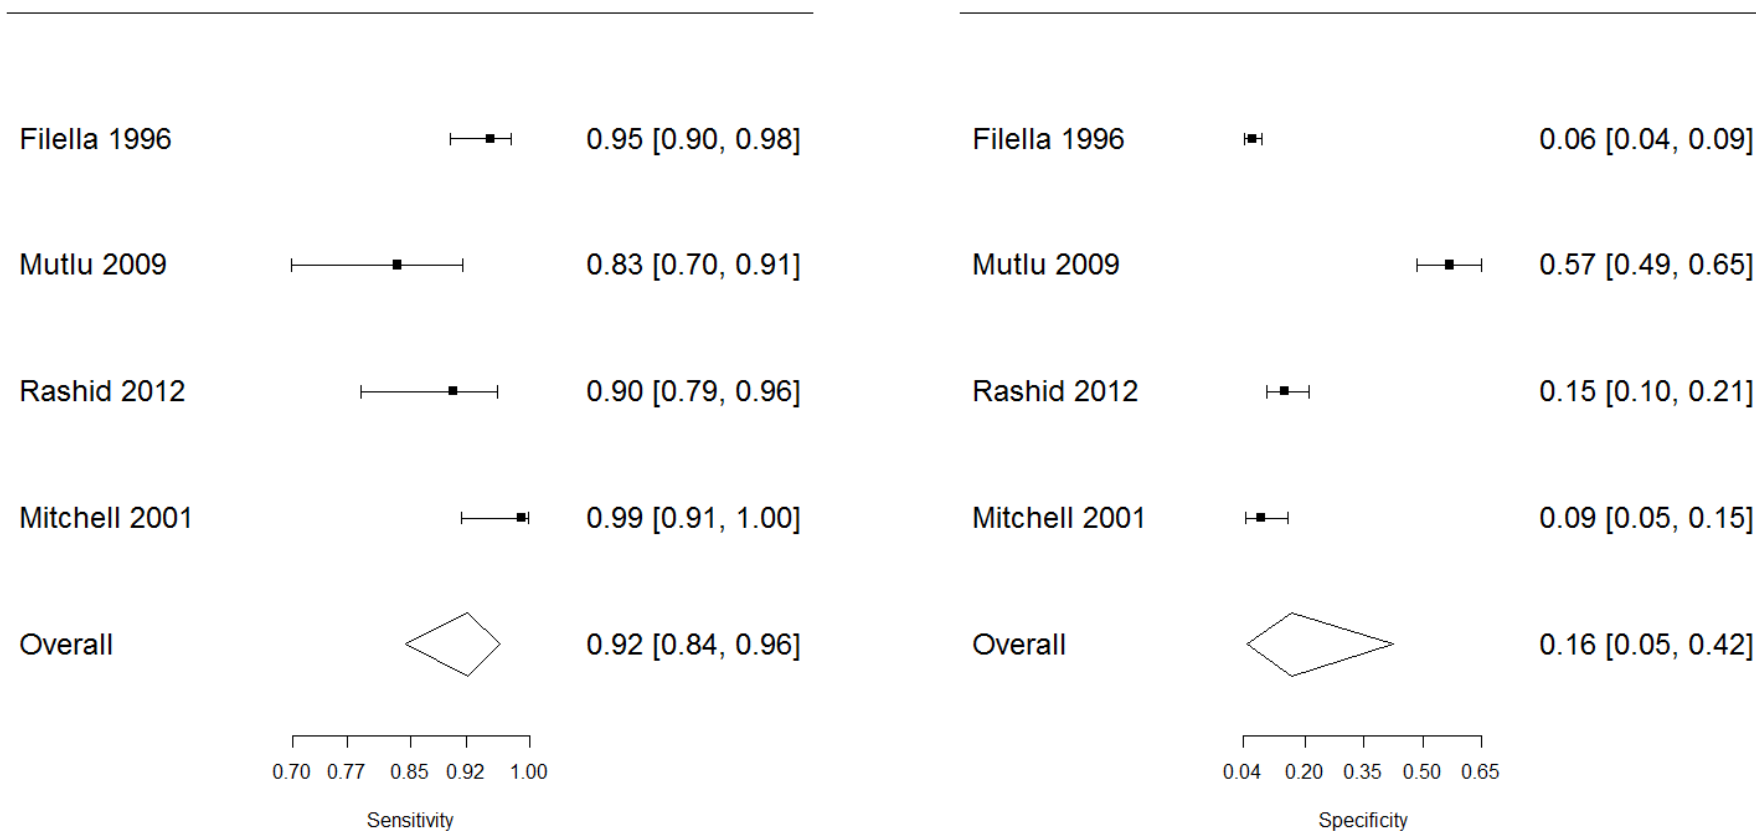 Filella 1996 0.95 [0.90, 0.98]
Mutlu 2009 0.83 [0.70, 0.91]
Rashid 2012 0.90 [0.79, 0.96]
Mitchell 2001 0.99 [0.91, 1.00]
Overall 0.92 [0.84, 0.96]
0.70 0.77 0.85 0.92 1.00
Sensitivity
Filella 1996 0.06 [0.04, 0.09]
Mutlu 2009 0.57 [0.49, 0.65]
Rashid 2012 0.15 [0.10, 0.21]
Mitchell 2001 0.09 [0.05, 0.15]
Overall 0.16 [0.05, 0.42]
0.04 0.20 0.35 0.50 0.65
Specificity